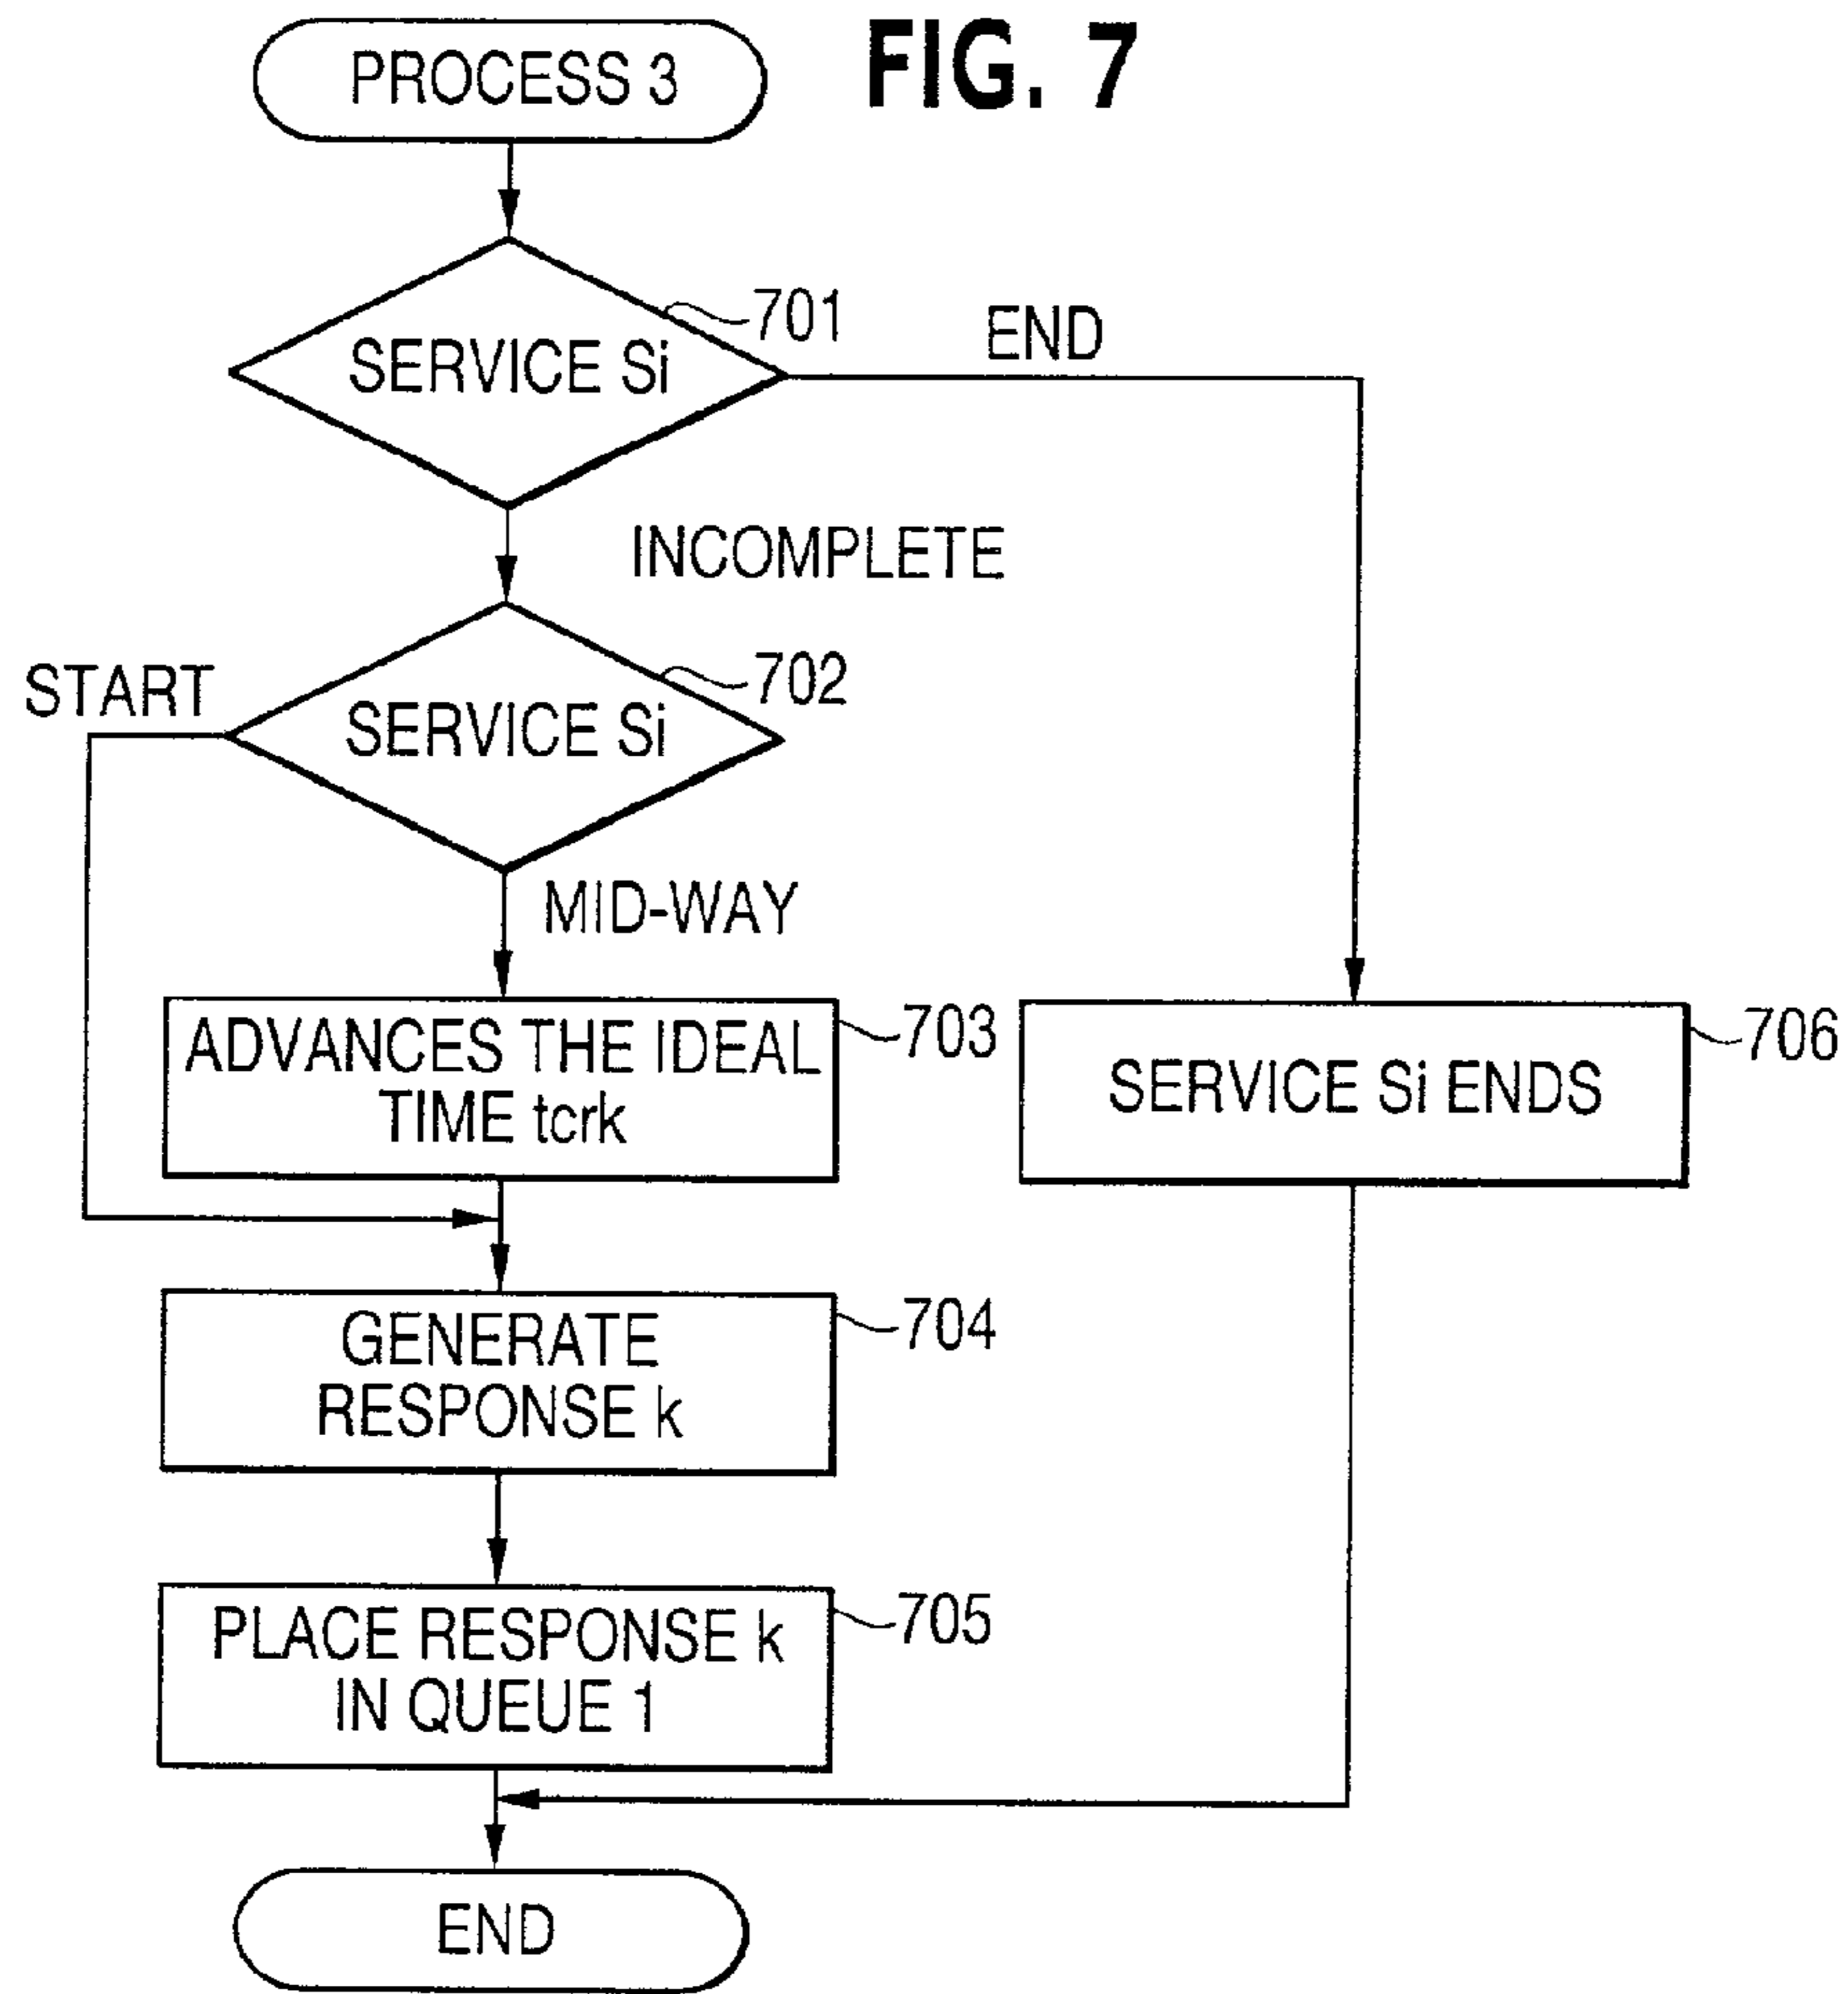 PROCESS 3
FIG. 7
701
SERVICE Si
END
INCOMPLETE
702
START
SERVICE Si
MID-WAY
ADVANCES THE IDEAL
TIME tcrk
703
SERVICE Si ENDS
706
GENERATE
RESPONSE k
704
PLACE RESPONSE k
IN QUEUE 1
705
END